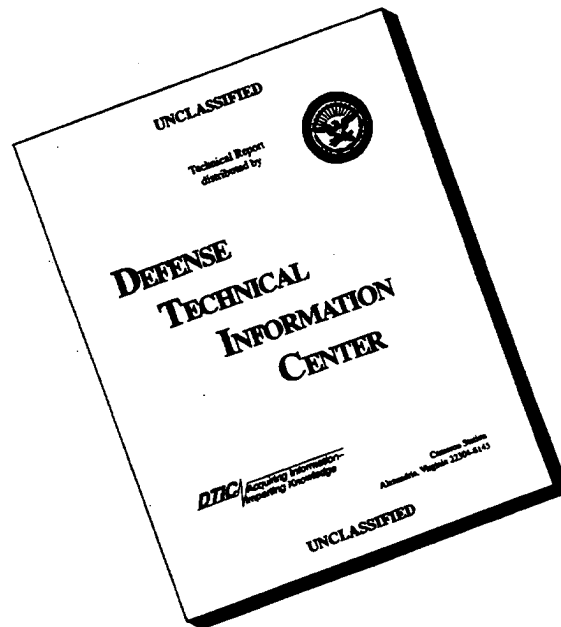 UNCLASSIFIED
Technical Report
distributed by
DEFENSE
TECHNICAL
INFORMATION
CENTER
DTIC Acquiring Information–
Imparting Knowledge
Cameron Station
Alexandria, Virginia 22304-6145
UNCLASSIFIED